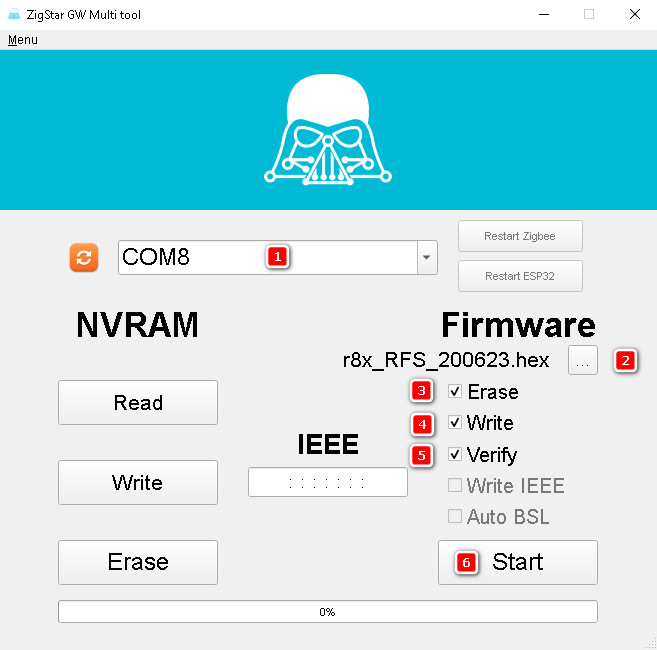 ZigStar GW Multi tool
Menu
COM8
1
Restart Zigbee
Restart ESP32
NVRAM
Firmware
r8x_RFS_200623.hex
...
2
Read
3
Erase
4
Write
IEEE
5
Verify
Write
: : : : : : :
Write IEEE
Auto BSL
Erase
6
Start
0%